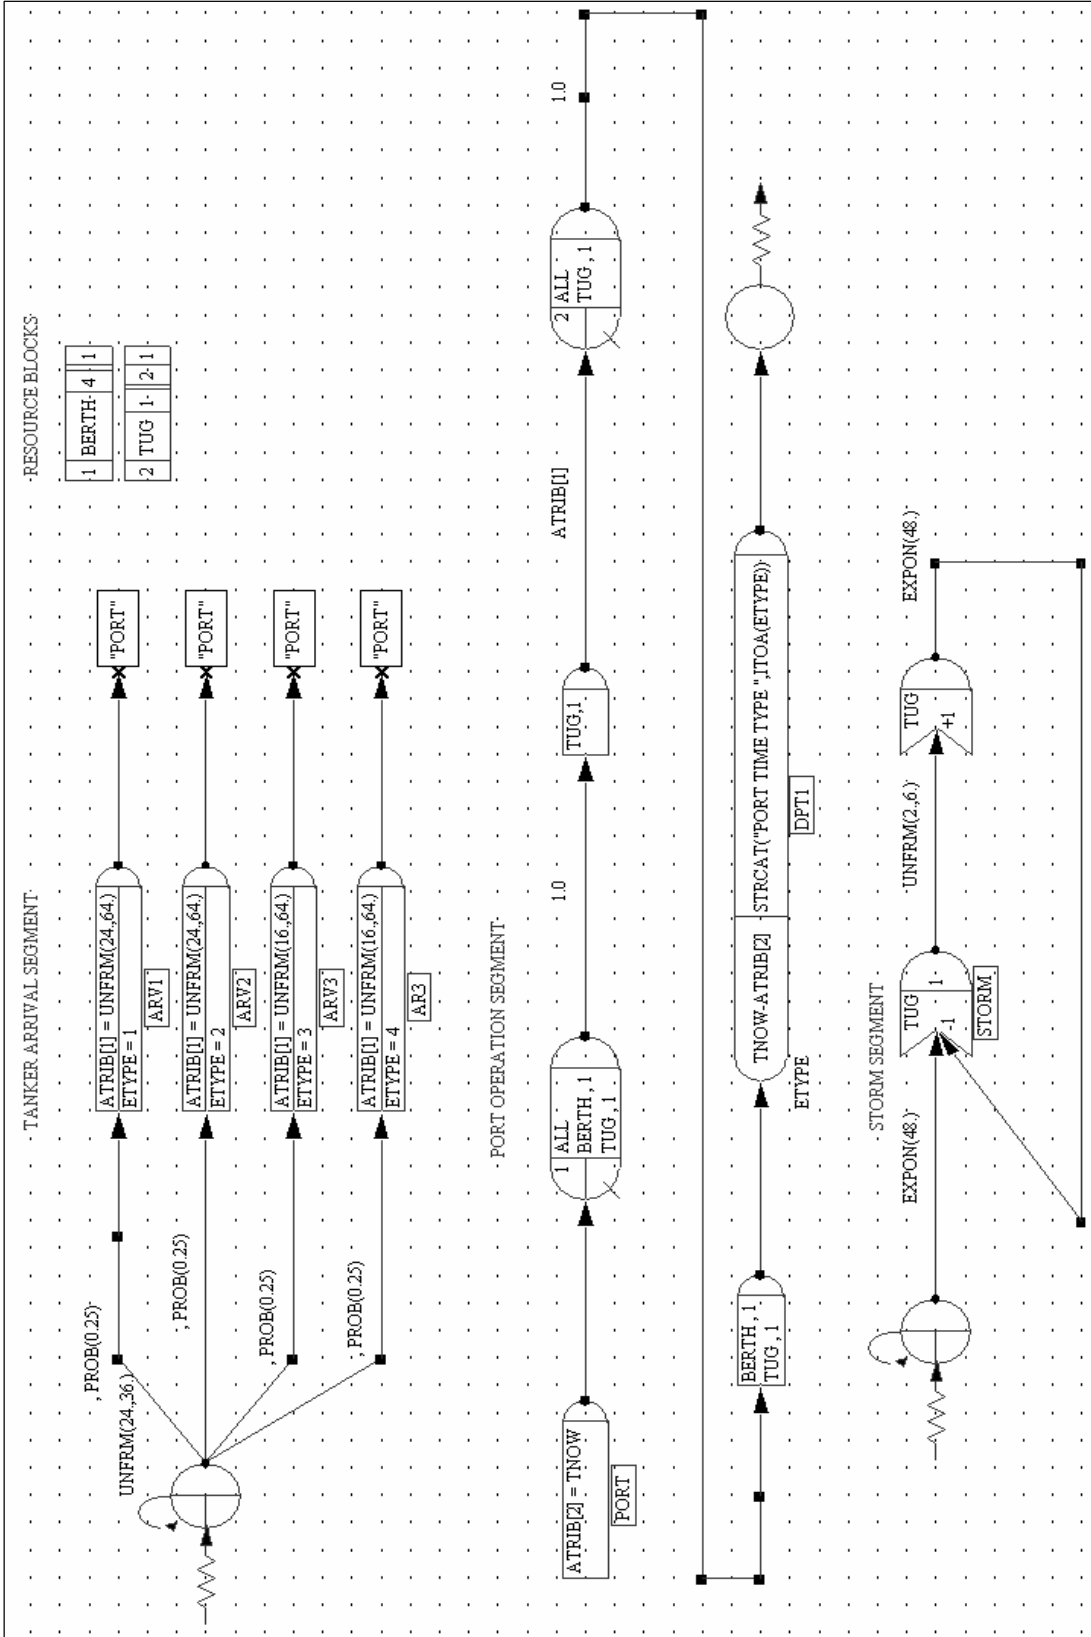 TANKER ARRIVAL SEGMENT
RESOURCE BLOCKS
1 BERTH 4 1
2 TUG 1 2 1
UNFRM(24.,36.)
, PROB(0.25)
, PROB(0.25)
, PROB(0.25)
, PROB(0.25)
ATRIB[1] = UNFRM(24.,64.)
ETYPE = 1
ARV1
"PORT"
ATRIB[1] = UNFRM(24.,64.)
ETYPE = 2
ARV2
"PORT"
ATRIB[1] = UNFRM(16.,64.)
ETYPE = 3
ARV3
"PORT"
ATRIB[1] = UNFRM(16.,64.)
ETYPE = 4
AR3
"PORT"
PORT OPERATION SEGMENT
ATRIB[2] = TNOW
PORT
1 ALL
BERTH , 1
TUG , 1
1.0
TUG,1
ATRIB[1]
2 ALL
TUG , 1
1.0
BERTH , 1
TUG , 1
TNOW-ATRIB[2] STRCAT("PORT TIME TYPE ",ITOA(ETYPE))
ETYPE
DPT1
STORM SEGMENT
EXPON(48.)
TUG 1
-1
STORM
UNFRM(2.,6.)
TUG
+1
EXPON(48.)